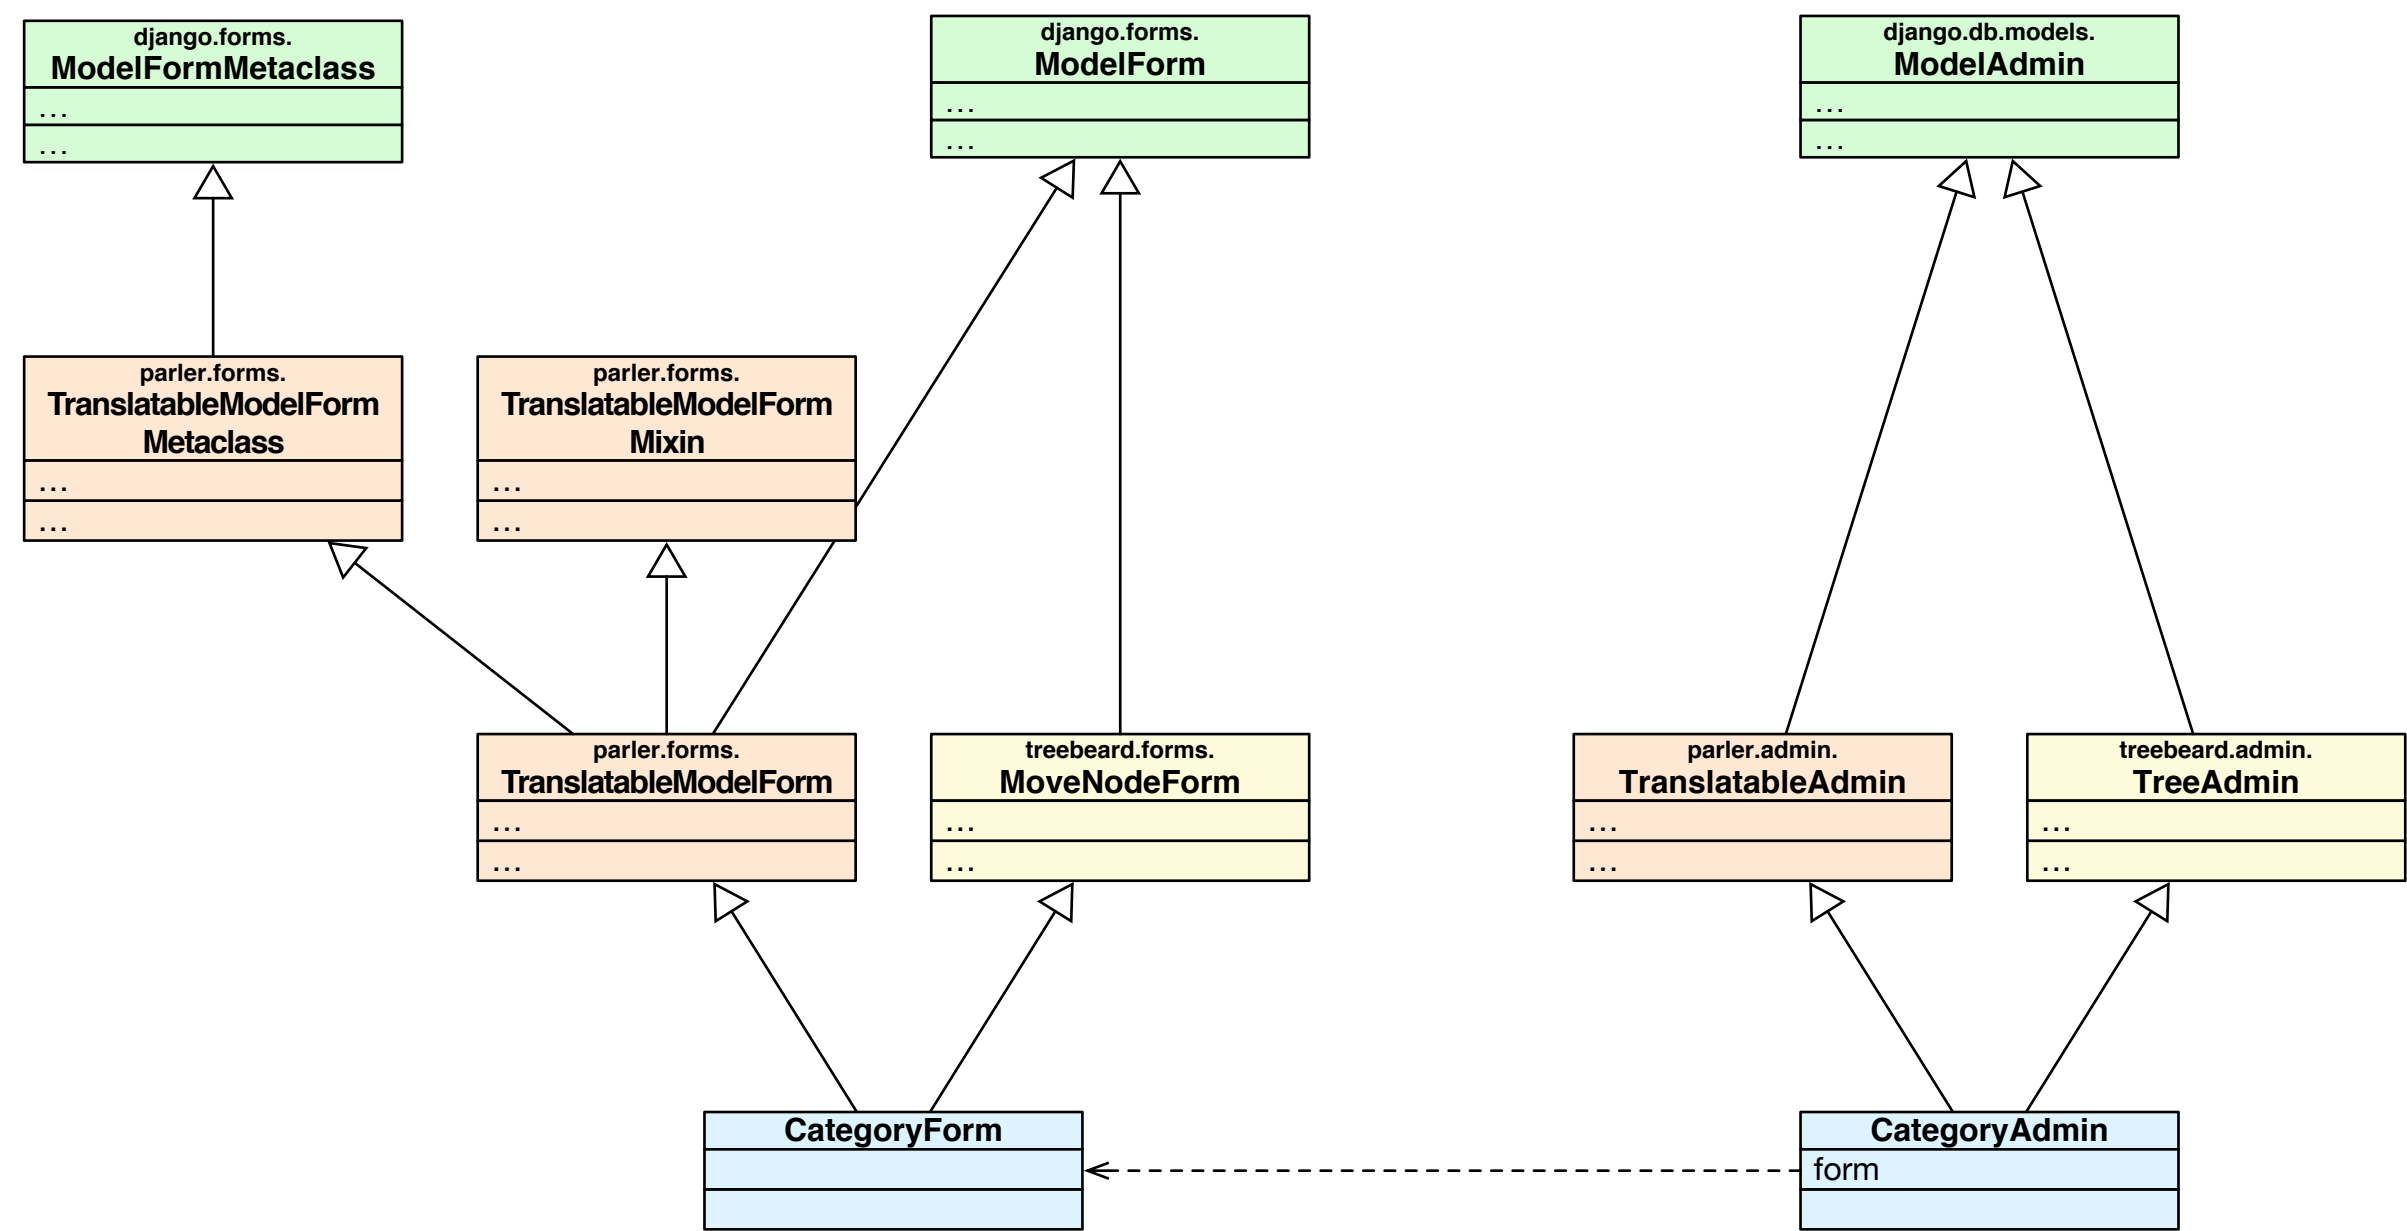 django.forms.
ModelFormMetaclass
...
...
django.forms.
ModelForm
...
...
django.db.models.
ModelAdmin
...
...
parler.forms.
TranslatableModelForm
Metaclass
...
...
parler.forms.
TranslatableModelForm
Mixin
...
...
parler.forms.
TranslatableModelForm
...
...
treebeard.forms.
MoveNodeForm
...
...
parler.admin.
TranslatableAdmin
...
...
treebeard.admin.
TreeAdmin
...
...
CategoryForm
CategoryAdmin
form